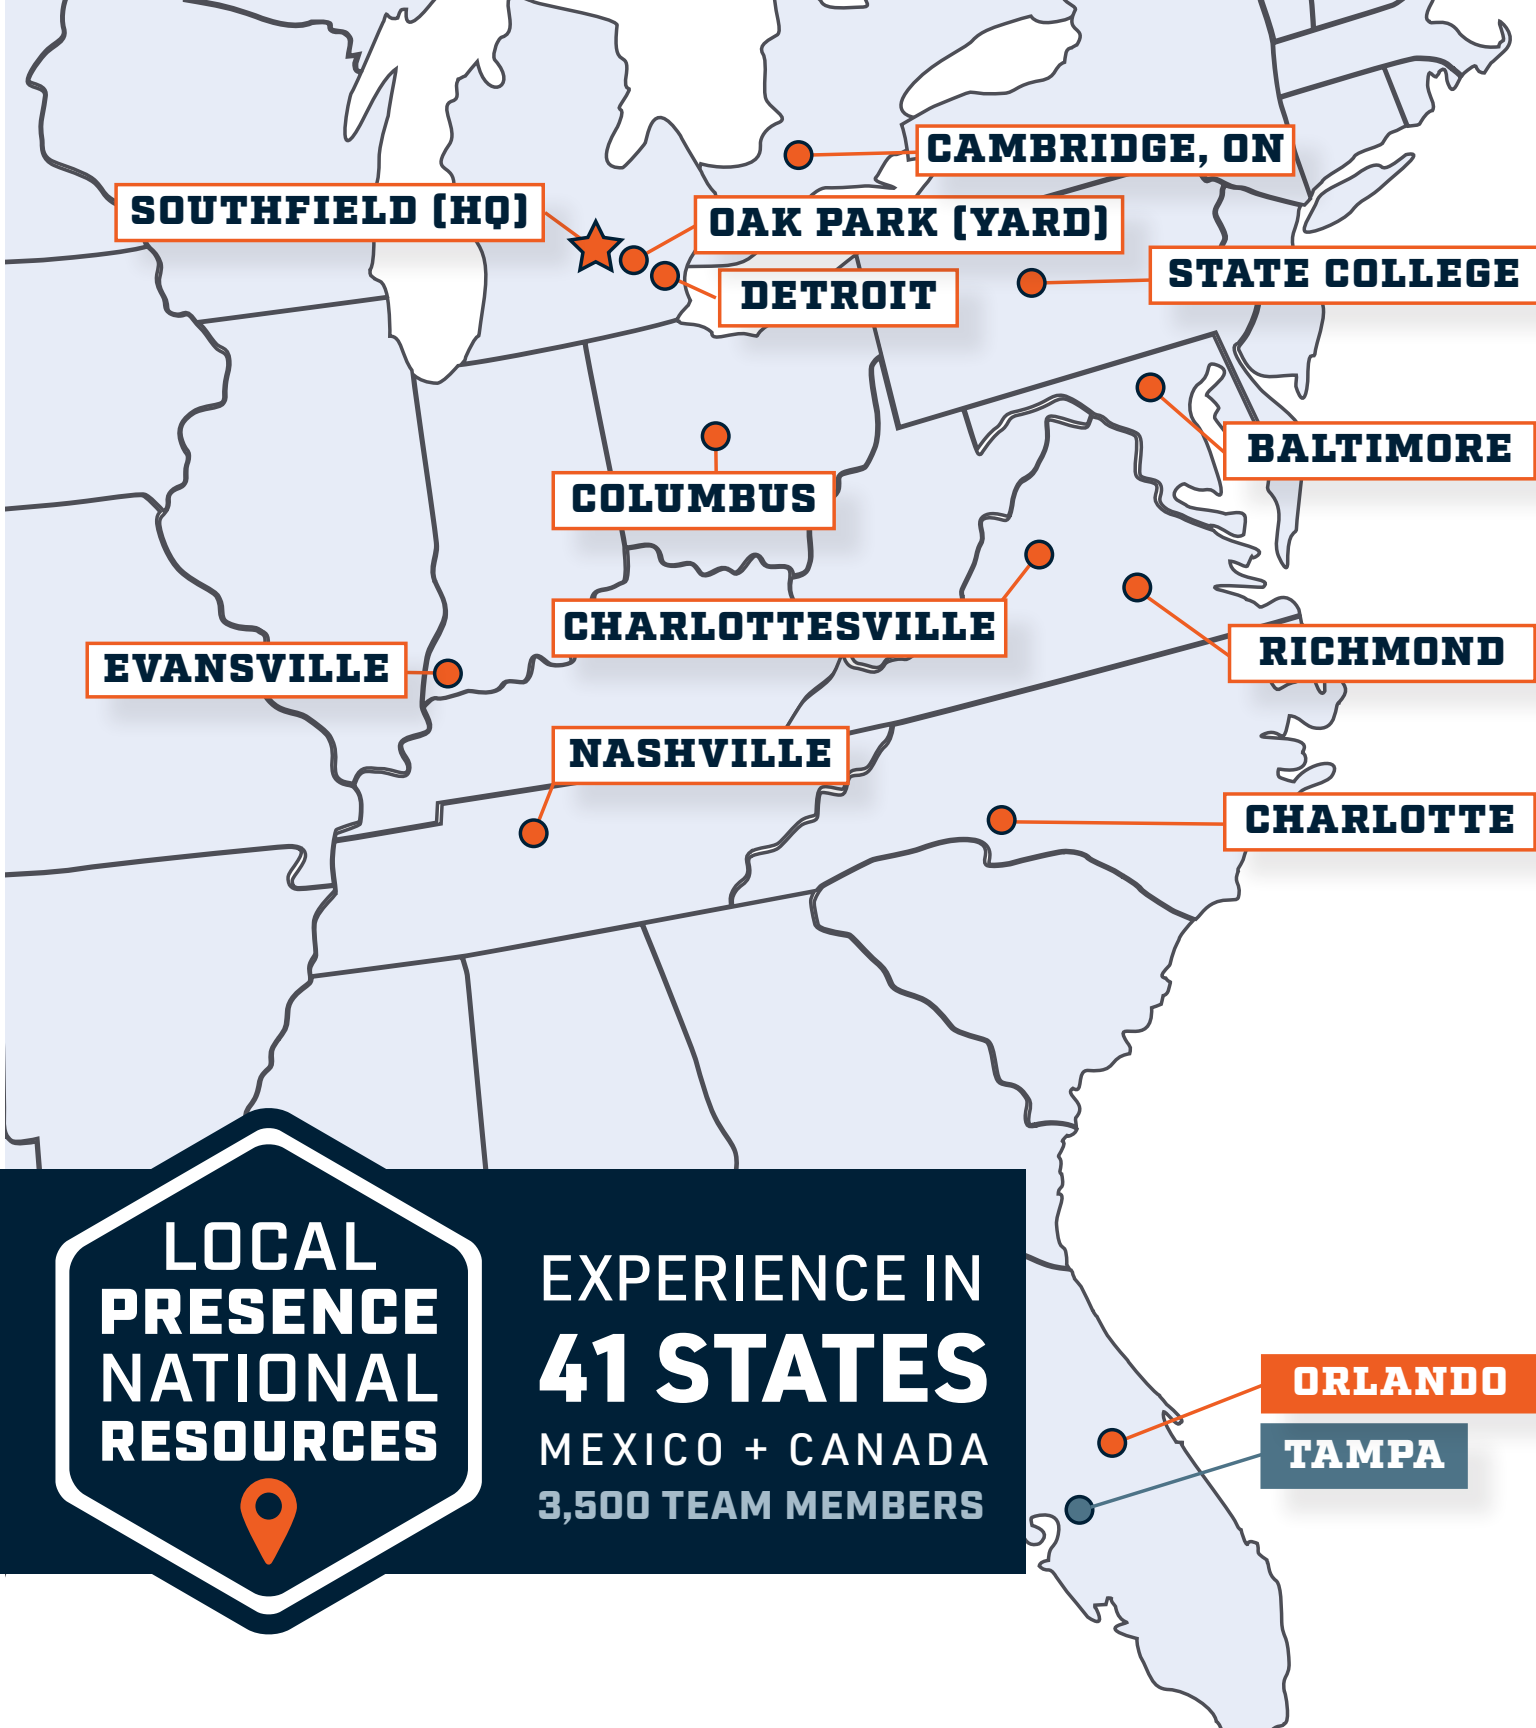 CAMBRIDGE, ON
SOUTHFIELD (HQ)
OAK PARK (YARD)
STATE COLLEGE
DETROIT
BALTIMORE
COLUMBUS
CHARLOTTESVILLE
RICHMOND
EVANSVILLE
NASHVILLE
CHARLOTTE
LOCAL
PRESENCE
NATIONAL
RESOURCES
EXPERIENCE IN
41 STATES
MEXICO + CANADA
3,500 TEAM MEMBERS
ORLANDO
TAMPA